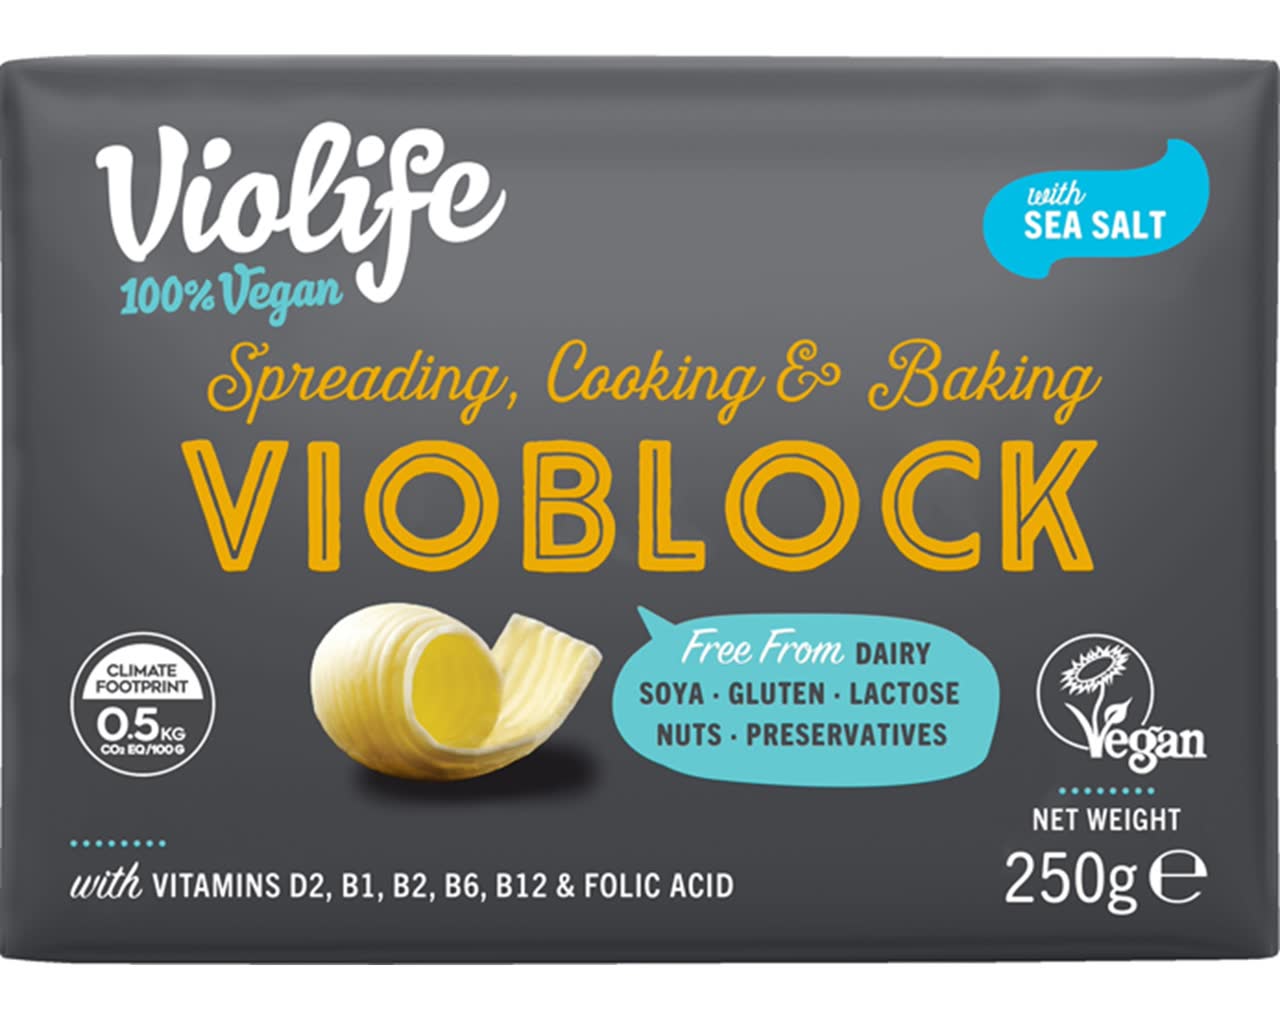 Violife
100% Vegan
with
SEA SALT
Spreading, Cooking & Baking
VIOBLOCK
CLIMATE
FOOTPRINT
0.5KG
CO2 EQ/100 G
Free From DAIRY
SOYA · GLUTEN · LACTOSE
NUTS · PRESERVATIVES
Vegan
NET WEIGHT
250g ℮
with VITAMINS D2, B1, B2, B6, B12 & FOLIC ACID